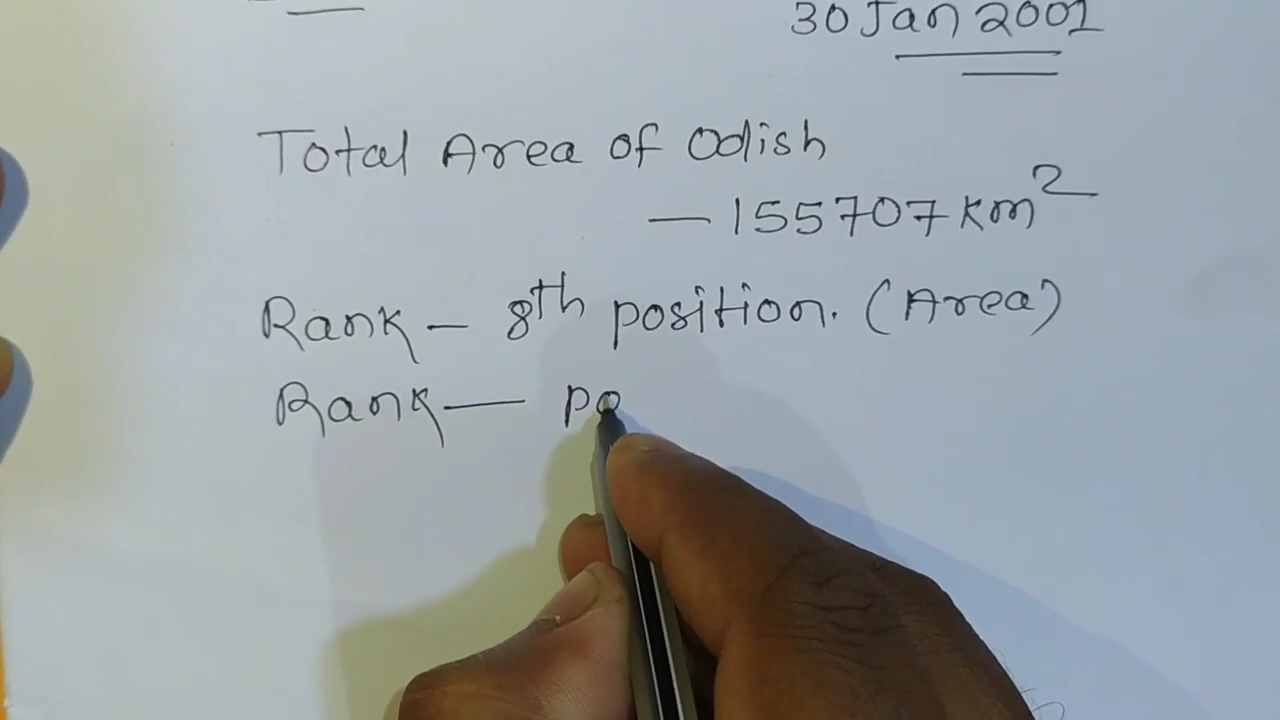 30 Jan 2001
Total Area of Odish
— 155707 km²
Rank – 8th position. (Area)
Rank — po